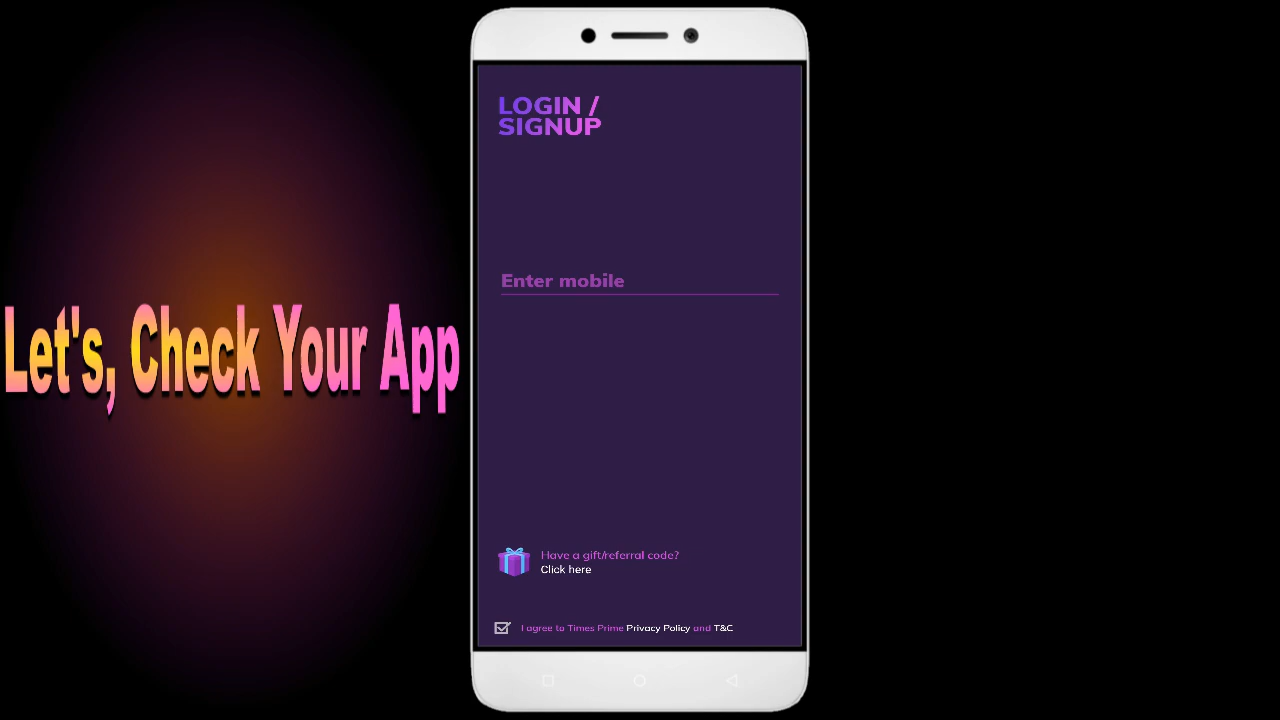 LOGIN /
SIGNUP
Enter mobile
Let's, Check Your App
Have a gift/referral code?
Click here
I agree to Times Prime Privacy Policy and T&C